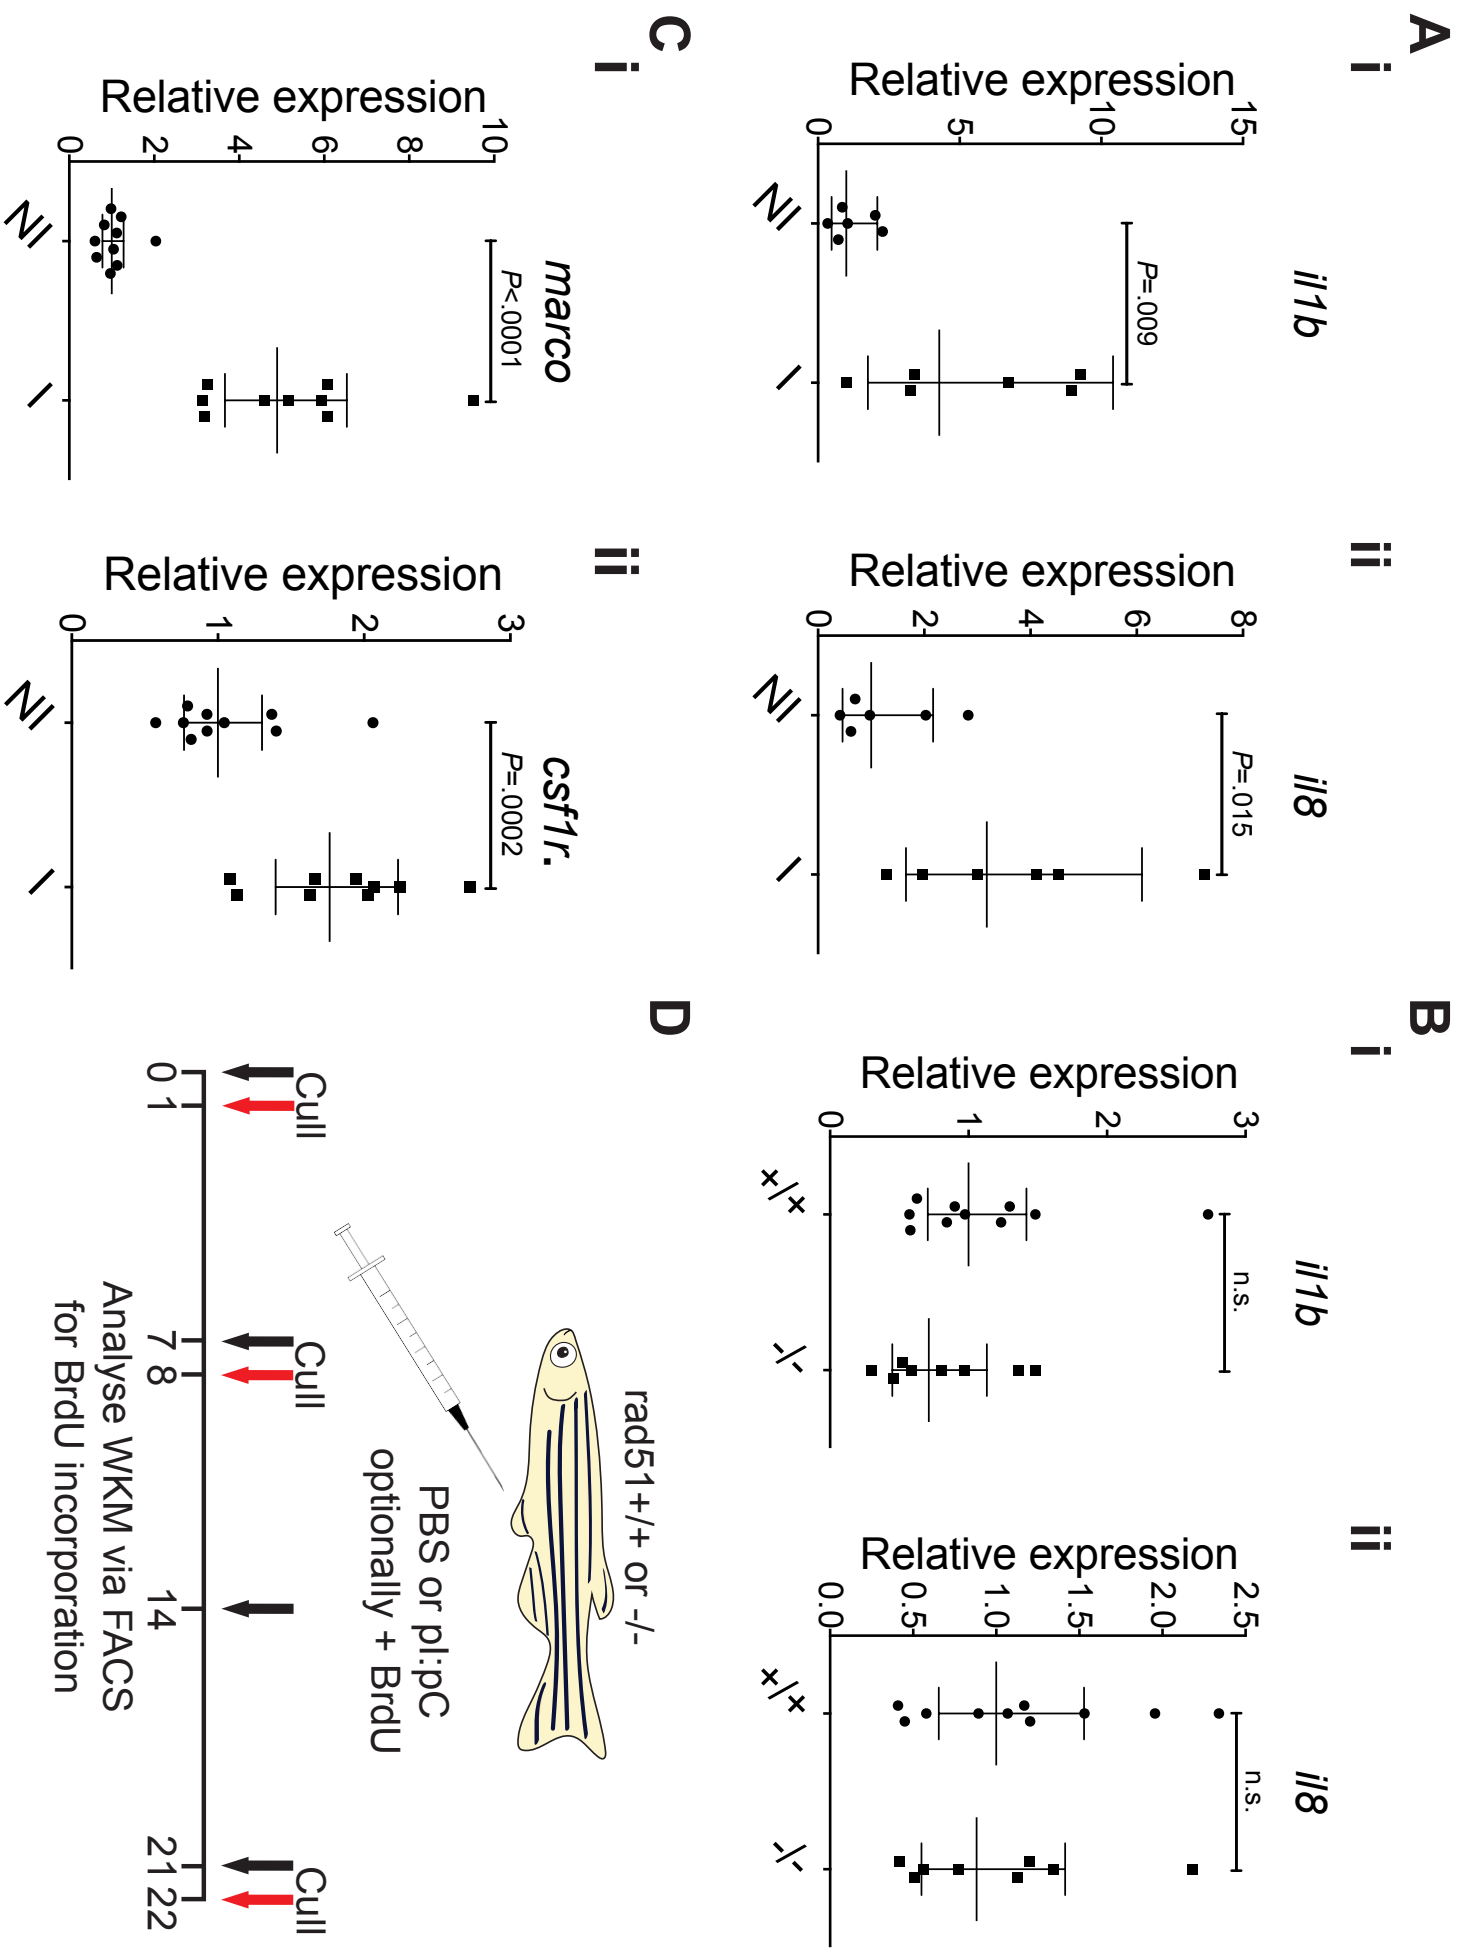 A
i
il1b
Relative expression
15
10
5
0
P=.009
NI
I
ii
il8
Relative expression
8
6
4
2
0
P=.015
NI
I
B
i
il1b
Relative expression
3
2
1
0
n.s.
+/+
-/-
ii
il8
Relative expression
2.5
2.0
1.5
1.0
0.5
0.0
n.s.
+/+
-/-
C
i
marco
Relative expression
10
8
6
4
2
0
P<.0001
NI
I
ii
csf1r.
Relative expression
3
2
1
0
P=.0002
NI
I
D
rad51+/+ or -/-
PBS or pI:pC
optionally + BrdU
Cull
Cull
Cull
0 1 7 8 14 21 22
Analyse WKM via FACS
for BrdU incorporation